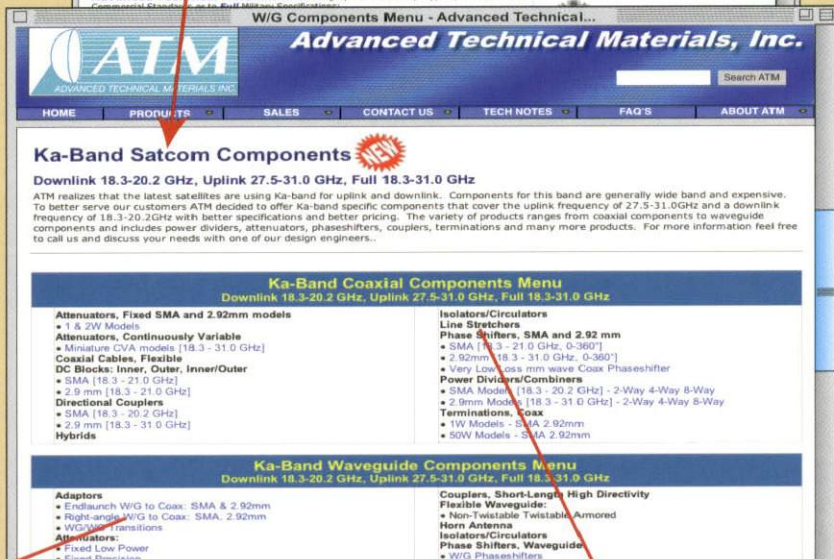 Commercial Standards or to Full Military Specifications:
W/G Components Menu - Advanced Technical...
ATM
ADVANCED TECHNICAL MATERIALS INC.
Advanced Technical Materials, Inc.
Search ATM
HOME PRODUCTS SALES CONTACT US TECH NOTES FAQ'S ABOUT ATM
Ka-Band Satcom Components NEW
Downlink 18.3-20.2 GHz, Uplink 27.5-31.0 GHz, Full 18.3-31.0 GHz
ATM realizes that the latest satellites are using Ka-band for uplink and downlink. Components for this band are generally wide band and expensive.
To better serve our customers ATM decided to offer Ka-band specific components that cover the uplink frequency of 27.5-31.0GHz and a downlink
frequency of 18.3-20.2GHz with better specifications and better pricing. The variety of products ranges from coaxial components to waveguide
components and includes power dividers, attenuators, phaseshifters, couplers, terminations and many more products. For more information feel free
to call us and discuss your needs with one of our design engineers..
Ka-Band Coaxial Components Menu
Downlink 18.3-20.2 GHz, Uplink 27.5-31.0 GHz, Full 18.3-31.0 GHz
Attenuators, Fixed SMA and 2.92mm models
• 1 & 2W Models
Attenuators, Continuously Variable
• Miniature CVA models [18.3 - 31.0 GHz]
Coaxial Cables, Flexible
DC Blocks: Inner, Outer, Inner/Outer
• SMA [18.3 - 21.0 GHz]
• 2.9 mm [18.3 - 21.0 GHz]
Directional Couplers
• SMA [18.3 - 20.2 GHz]
• 2.9 mm [18.3 - 31.0 GHz]
Hybrids
Isolators/Circulators
Line Stretchers
Phase Shifters, SMA and 2.92 mm
• SMA [18.3 - 21.0 GHz, 0-360°]
• 2.92mm [18.3 - 31.0 GHz, 0-360°]
• Very Low Loss mm wave Coax Phaseshifter
Power Dividers/Combiners
• SMA Models [18.3 - 20.2 GHz] - 2-Way 4-Way 8-Way
• 2.9mm Models [18.3 - 31.0 GHz] - 2-Way 4-Way 8-Way
Terminations, Coax
• 1W Models - SMA 2.92mm
• 50W Models - SMA 2.92mm
Ka-Band Waveguide Components Menu
Downlink 18.3-20.2 GHz, Uplink 27.5-31.0 GHz, Full 18.3-31.0 GHz
Adaptors
• Endlaunch W/G to Coax: SMA & 2.92mm
• Right-angle W/G to Coax: SMA, 2.92mm
• WG/WG Transitions
Attenuators:
• Fixed Low Power
• Fixed Precision
Couplers, Short-Length High Directivity
Flexible Waveguide:
• Non-Twistable Twistable Armored
Horn Antenna
Isolators/Circulators
Phase Shifters, Waveguide
• W/G Phaseshifters